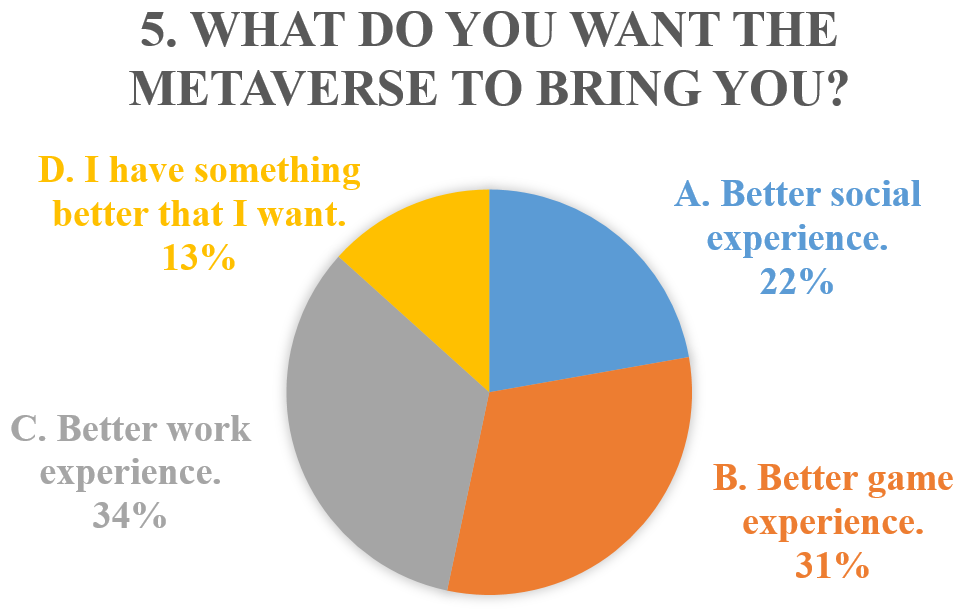 5. WHAT DO YOU WANT THE
METAVERSE TO BRING YOU?
D. I have something
better that I want.
13%
A. Better social
experience.
22%
C. Better work
experience.
34%
B. Better game
experience.
31%